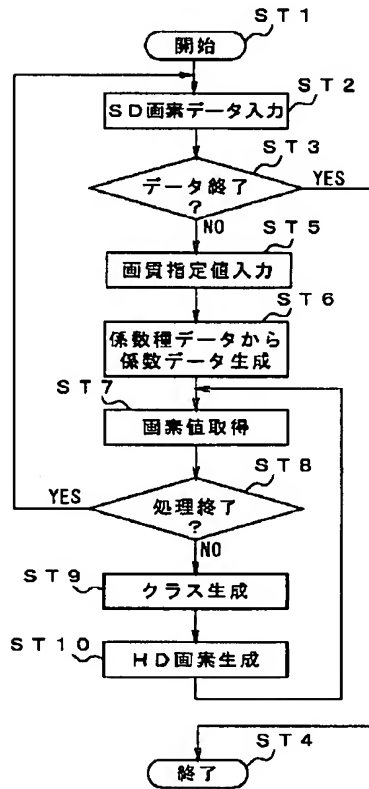 ST1
開始
ST2
SD画素データ入力
ST3
データ終了
?
YES
NO
ST5
画質指定値入力
ST6
係数種データから
係数データ生成
ST7
画素値取得
ST8
YES
処理終了
?
NO
ST9
クラス生成
ST10
HD画素生成
ST4
終了